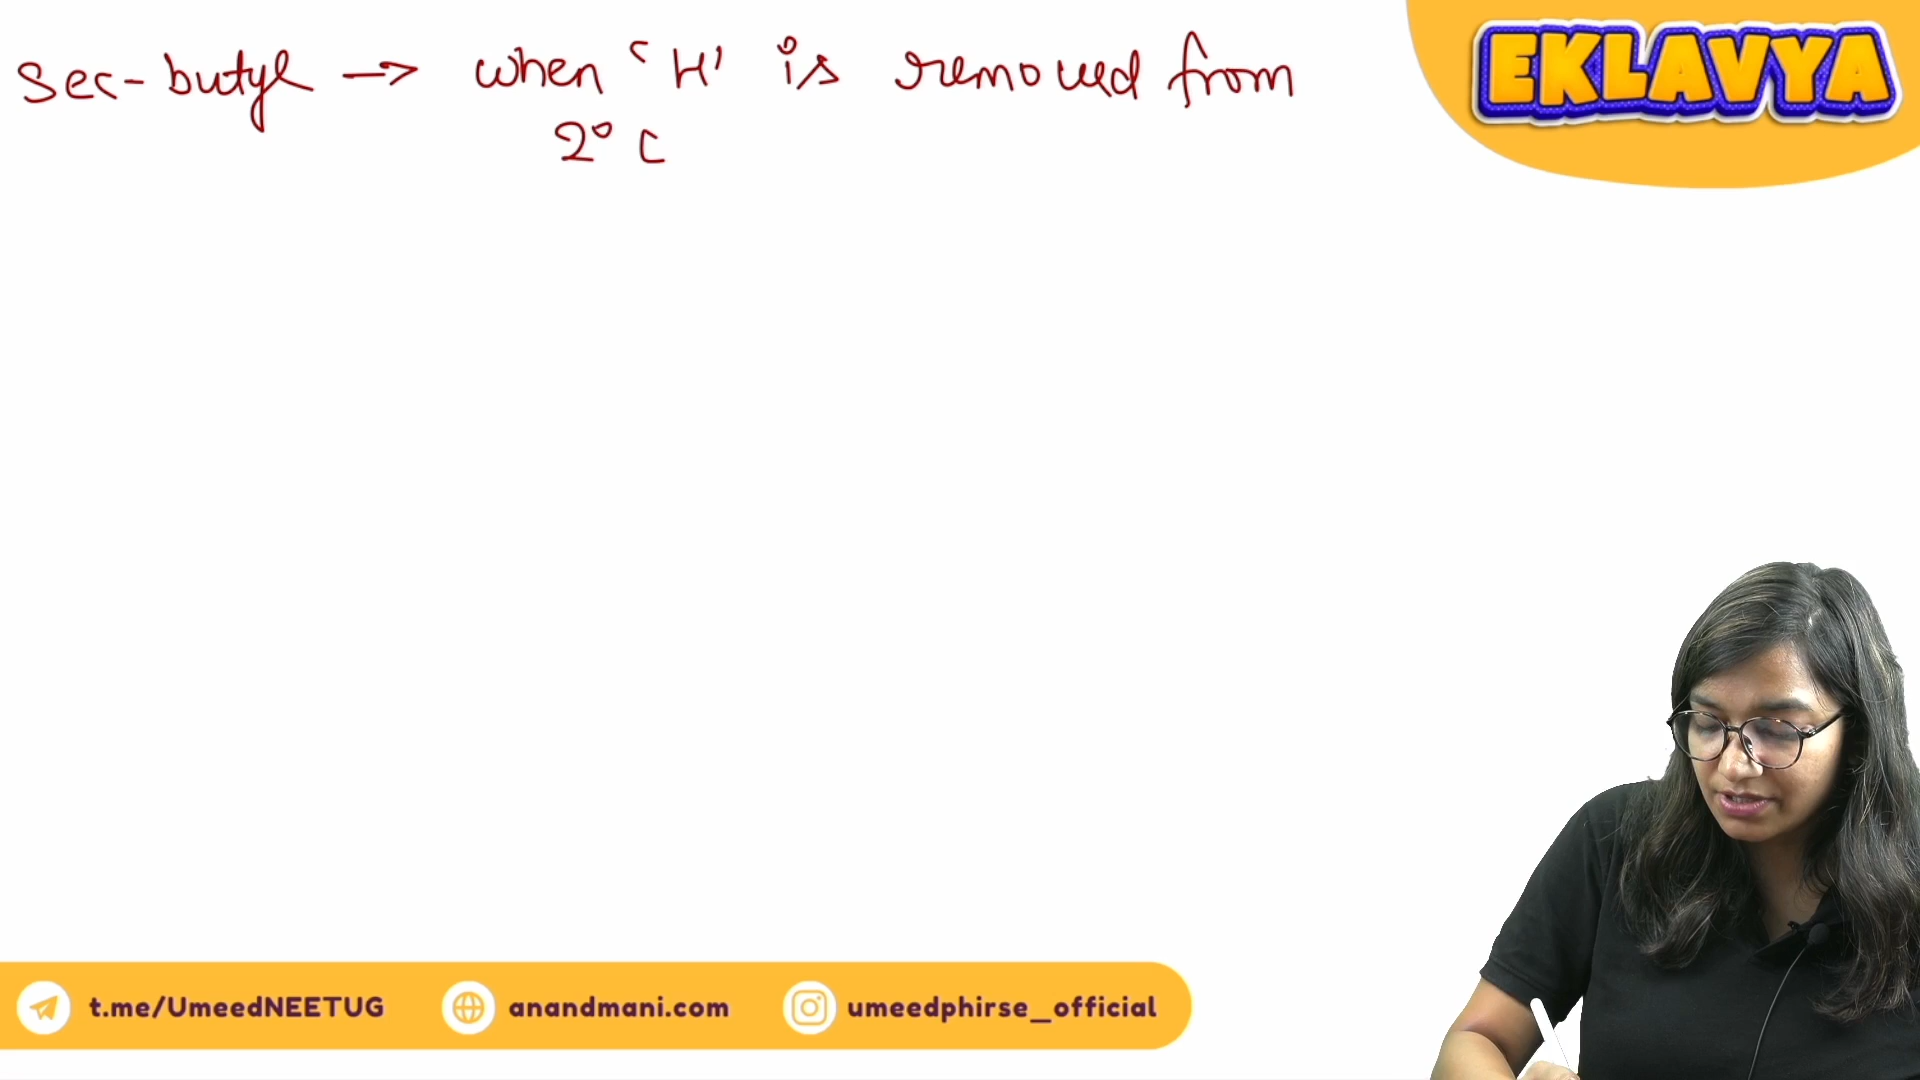 Sec-butyl → when 'H' is removed from
2° C
EKLAVYA
t.me/UmeedNEETUG
anandmani.com
umeedphirse_official